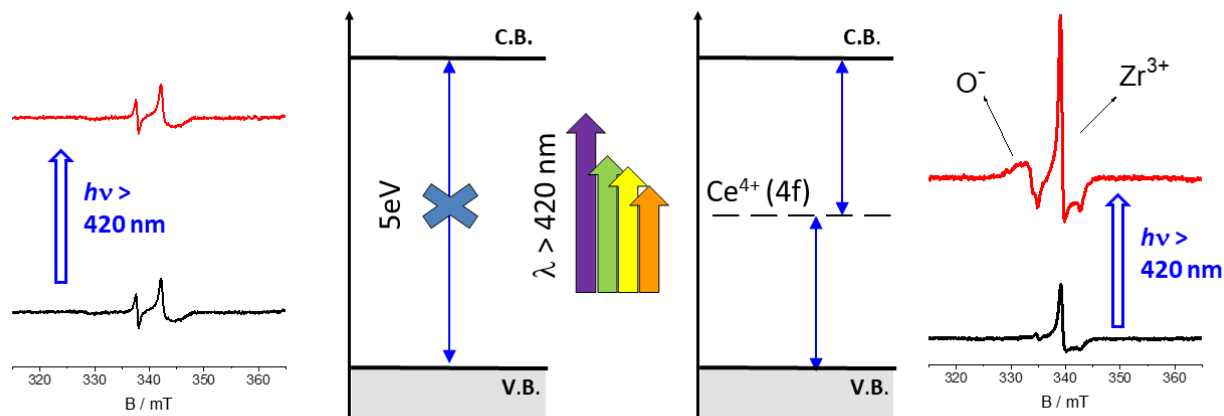 hν >
420 nm
320 330 340 350 360
B / mT
C.B.
5eV
V.B.
λ > 420 nm
C.B.
Ce⁴⁺ (4f)
V.B.
O⁻
Zr³⁺
hν >
420 nm
320 330 340 350 360
B / mT